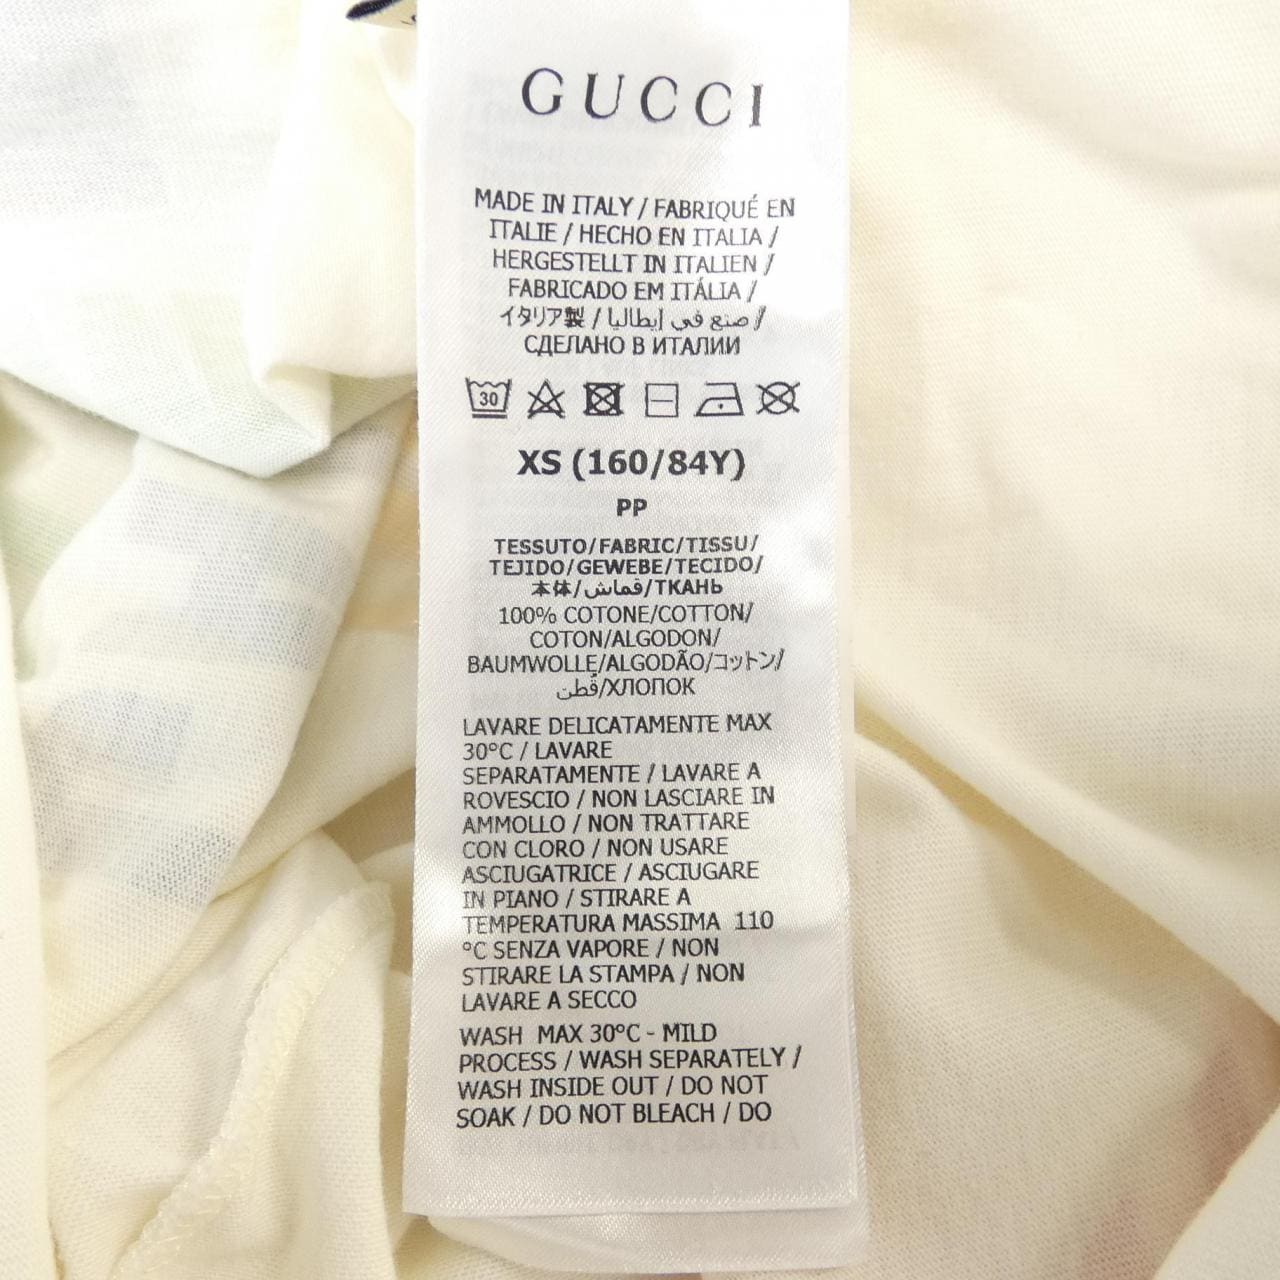 GUCCI
MADE IN ITALY / FABRIQUÉ EN
ITALIE / HECHO EN ITALIA /
HERGESTELLT IN ITALIEN /
FABRICADO EM ITÁLIA /
イタリア製 / صنع في إيطاليا /
СДЕЛАНО В ИТАЛИИ
30
XS (160/84Y)
PP
TESSUTO/FABRIC/TISSU/
TEJIDO/GEWEBE/TECIDO/
本体/قماش/ТКАНЬ
100% COTONE/COTTON/
COTON/ALGODON/
BAUMWOLLE/ALGODÃO/コットン/
قُطن/ХЛОПОК
LAVARE DELICATAMENTE MAX
30°C / LAVARE
SEPARATAMENTE / LAVARE A
ROVESCIO / NON LASCIARE IN
AMMOLLO / NON TRATTARE
CON CLORO / NON USARE
ASCIUGATRICE / ASCIUGARE
IN PIANO / STIRARE A
TEMPERATURA MASSIMA 110
°C SENZA VAPORE / NON
STIRARE LA STAMPA / NON
LAVARE A SECCO
WASH MAX 30°C - MILD
PROCESS / WASH SEPARATELY /
WASH INSIDE OUT / DO NOT
SOAK / DO NOT BLEACH / DO